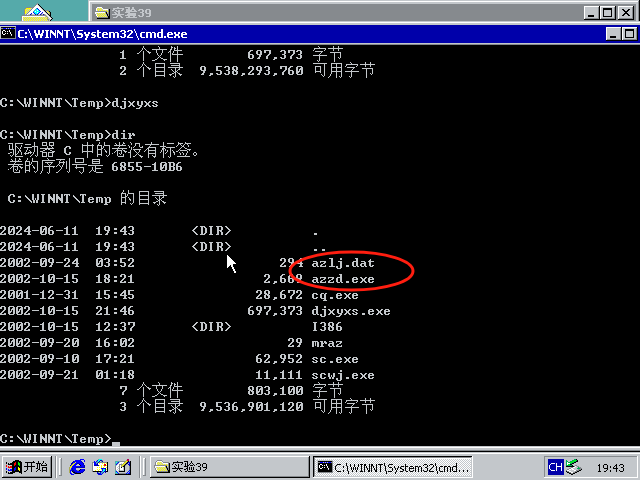 实验39
C:\WINNT\System32\cmd.exe
1 个文件 697,373 字节
2 个目录 9,538,293,760 可用字节
C:\WINNT\Temp>djxyxs
C:\WINNT\Temp>dir
驱动器 C 中的卷没有标签。
卷的序列号是 6855-10B6
C:\WINNT\Temp 的目录
2024-06-11 19:43 <DIR> .
2024-06-11 19:43 <DIR> ..
2002-09-24 03:52 294 azlj.dat
2002-10-15 18:21 2,669 azzd.exe
2001-12-31 15:45 28,672 cq.exe
2002-10-15 21:46 697,373 djxyxs.exe
2002-10-15 12:37 <DIR> I386
2002-09-20 16:02 29 mraz
2002-09-10 17:21 62,952 sc.exe
2002-09-21 01:18 11,111 scwj.exe
7 个文件 803,100 字节
3 个目录 9,536,901,120 可用字节
C:\WINNT\Temp>
开始 实验39 C:\WINNT\System32\cmd... CH 19:43